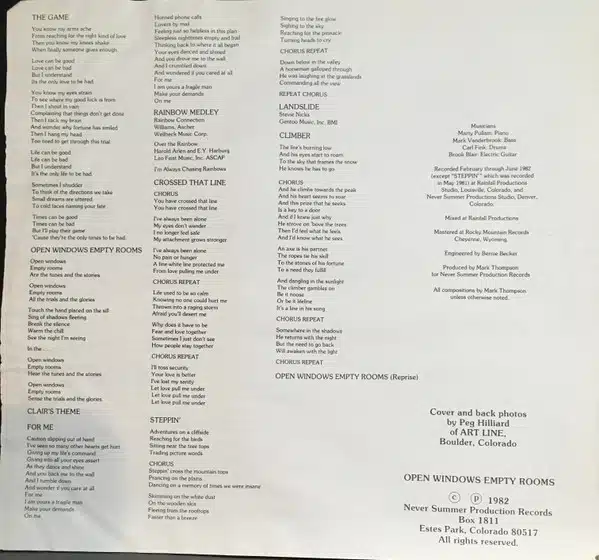 THE GAME
You know my arms ache
From reaching for the right kind of love
Then you know my knees shake
When finally someone gives enough.
Love can be good
Love can be bad
But I understand
It's the only love to be had.
You know my eyes strain
To see where my good luck is from
Then I shout in vain
Complaining that things don't get done
Then I rack my brain
And wonder why fortune has smiled
Then I hang my head
Too tired to get through this trial.
Life can be good
Life can be bad
But I understand
It's the only life to be had.
Sometimes I shudder
To think of the directions we take
Small dreams are uttered
To cold faces naming your fate
Times can be good
Times can be bad
But I'll play their game
'Cause they're the only tunes to be had.
OPEN WINDOWS EMPTY ROOMS
Open windows
Empty rooms
Are the tunes and the stories
Open windows
Empty rooms
All the trials and the glories
Touch the hand placed on the sill
Sing of shadows fleeting
Break the silence
Warm the chill
See the night I'm seeing
In the...
Open windows
Empty rooms
Hear the tunes and the stories
Open windows
Empty rooms
Sense the trials and the glories
CLAIR'S THEME
FOR ME
Caution slipping out of hand
I've seen so many other hearts get hurt
Giving up my life's command
Giving into all your eyes assert
As they dance and shine
And you back me to the wall
And I tumble down
And wonder if you care at all
For me
I am yours a fragile man
Make your demands
On me
Hurried phone calls
Lovers by mail
Feeling just so helpless in this plan
Sleepless nighttimes empty and frail
Thinking back to where it all began
Your eyes danced and shined
And you drove me to the wall
And I crumbled down
And wondered if you cared at all
For me
I am yours a fragile man
Make your demands
On me
RAINBOW MEDLEY
Rainbow Connection
Williams, Ascher
Welbeck Music Corp.
Over the Rainbow
Harold Arlen and E.Y. Harburg
Leo Feist Music, Inc. ASCAP
I'm Always Chasing Rainbows
CROSSED THAT LINE
CHORUS
You have crossed that line
You have crossed that line
I've always been alone
My eyes don't wander
I no longer feel safe
My attachment grows stronger
I've always been alone
No pain or hunger
A fine white line protected me
From love pulling me under
CHORUS REPEAT
Life used to be so calm
Knowing no one could hurt me
Thrown into a raging storm
Afraid you'll desert me
Why does it have to be
Fear and love together
Sometimes I just don't see
How people stay together
CHORUS REPEAT
I'll toss security
Your love is better
I've lost my sanity
Let love pull me under
Let love pull me under
Let love pull me under
STEPPIN'
Adventures on a cliffside
Reaching for the birds
Sitting near the tree tops
Trading picture words
CHORUS
Steppin' cross the mountain tops
Prancing on the plains
Dancing on a memory of times we were insane
Skimming on the white dust
On the wooden skis
Fleeing from the rooftops
Faster than a breeze
Singing to the fire glow
Sighing to the sky
Reaching for the pinnacle
Turning heads to cry
CHORUS REPEAT
Down below in the valley
A horseman galloped through
He was laughing at the grasslands
Commanding all the view
REPEAT CHORUS
LANDSLIDE
Stevie Nicks
Gentoo Music, Inc. BMI
CLIMBER
The fire's burning low
And his eyes start to roam
To the sky that frames the snow
He knows he has to go
CHORUS
And he climbs towards the peak
And his heart seems to soar
And this prize that he seeks
Is a key to a door
And if I knew just why
He strove on 'bove the trees
Then I'd feel what he feels
And I'd know what he sees
An axe is his partner
The ropes be his skill
To the stones of his fortune
To a need they fulfill
And dangling in the sunlight
The climber gambles on
Be it noose
Or be it lifeline
It's a line in his song
CHORUS REPEAT
Somewhere in the shadows
He returns with the night
But the need to go back
Will awaken with the light
CHORUS REPEAT
OPEN WINDOWS EMPTY ROOMS (Reprise)
Musicians
Marty Pulliam: Piano
Mark Vanderbrook: Bass
Carl Fink: Drums
Brook Blair: Electric Guitar
Recorded February through June 1982
(except "STEPPIN'" which was recorded
in May 1981) at Rainfall Productions
Studio, Louisville, Colorado, and
Never Summer Productions Studio, Denver,
Colorado.
Mixed at Rainfall Productions
Mastered at Rocky Mountain Records
Cheyenne, Wyoming.
Engineered by Bernie Becker
Produced by Mark Thompson
for Never Summer Production Records
All compositions by Mark Thompson
unless otherwise noted.
Cover and back photos
by Peg Hilliard
of ART LINE,
Boulder, Colorado
OPEN WINDOWS EMPTY ROOMS
© ℗ 1982
Never Summer Production Records
Box 1811
Estes Park, Colorado 80517
All rights reserved.